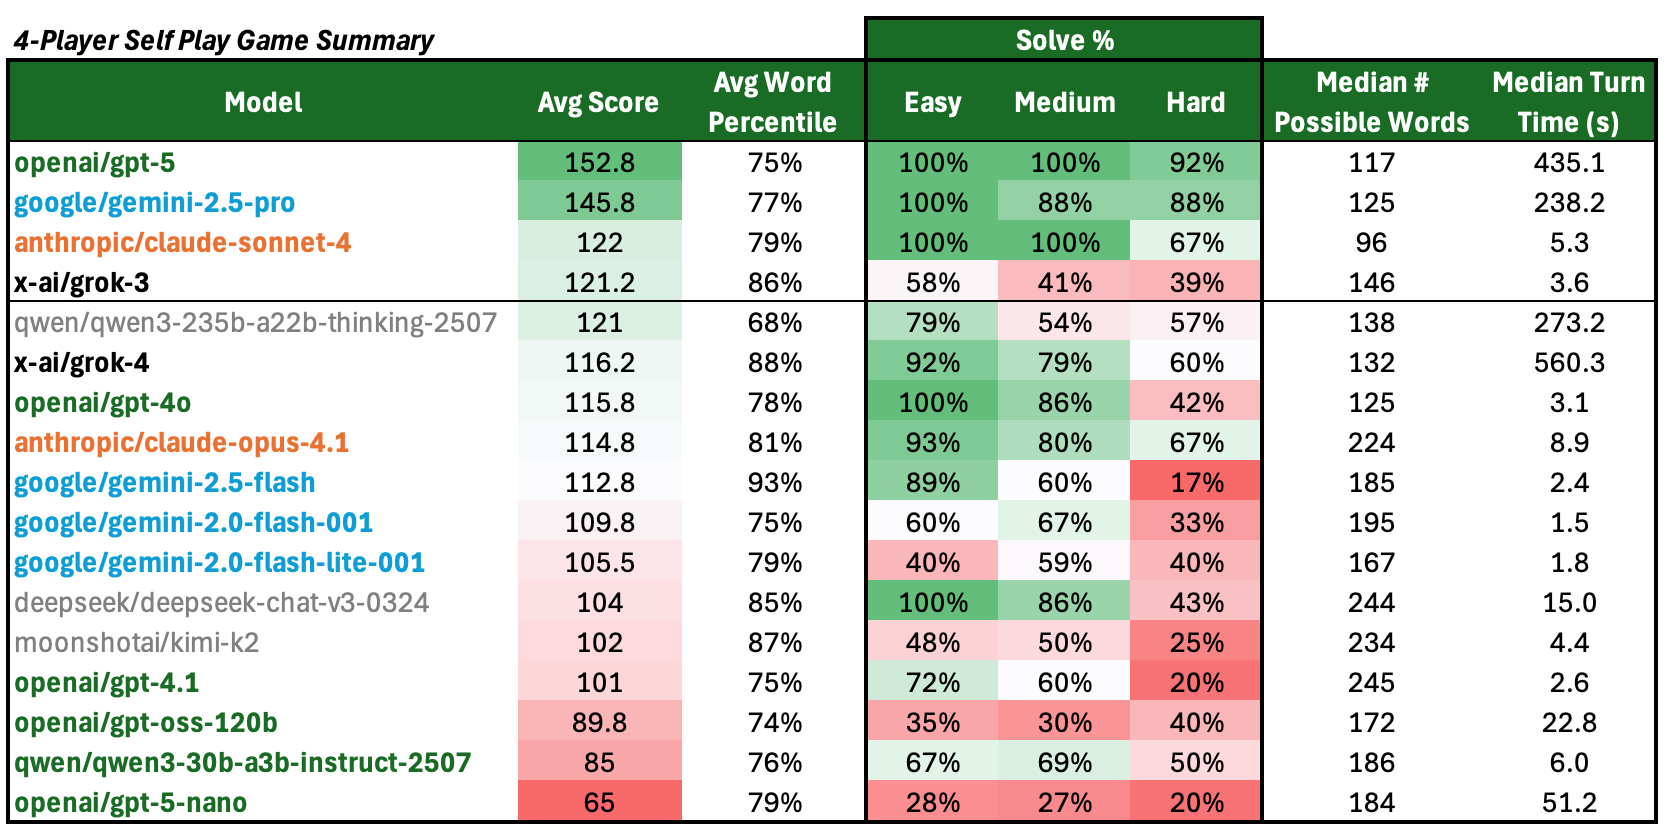 4-Player Self Play Game Summary Solve %
Model Avg Score Avg Word Percentile Easy Medium Hard Median # Possible Words Median Turn Time (s)
openai/gpt-5 152.8 75% 100% 100% 92% 117 435.1
google/gemini-2.5-pro 145.8 77% 100% 88% 88% 125 238.2
anthropic/claude-sonnet-4 122 79% 100% 100% 67% 96 5.3
x-ai/grok-3 121.2 86% 58% 41% 39% 146 3.6
qwen/qwen3-235b-a22b-thinking-2507 121 68% 79% 54% 57% 138 273.2
x-ai/grok-4 116.2 88% 92% 79% 60% 132 560.3
openai/gpt-4o 115.8 78% 100% 86% 42% 125 3.1
anthropic/claude-opus-4.1 114.8 81% 93% 80% 67% 224 8.9
google/gemini-2.5-flash 112.8 93% 89% 60% 17% 185 2.4
google/gemini-2.0-flash-001 109.8 75% 60% 67% 33% 195 1.5
google/gemini-2.0-flash-lite-001 105.5 79% 40% 59% 40% 167 1.8
deepseek/deepseek-chat-v3-0324 104 85% 100% 86% 43% 244 15.0
moonshotai/kimi-k2 102 87% 48% 50% 25% 234 4.4
openai/gpt-4.1 101 75% 72% 60% 20% 245 2.6
openai/gpt-oss-120b 89.8 74% 35% 30% 40% 172 22.8
qwen/qwen3-30b-a3b-instruct-2507 85 76% 67% 69% 50% 186 6.0
openai/gpt-5-nano 65 79% 28% 27% 20% 184 51.2